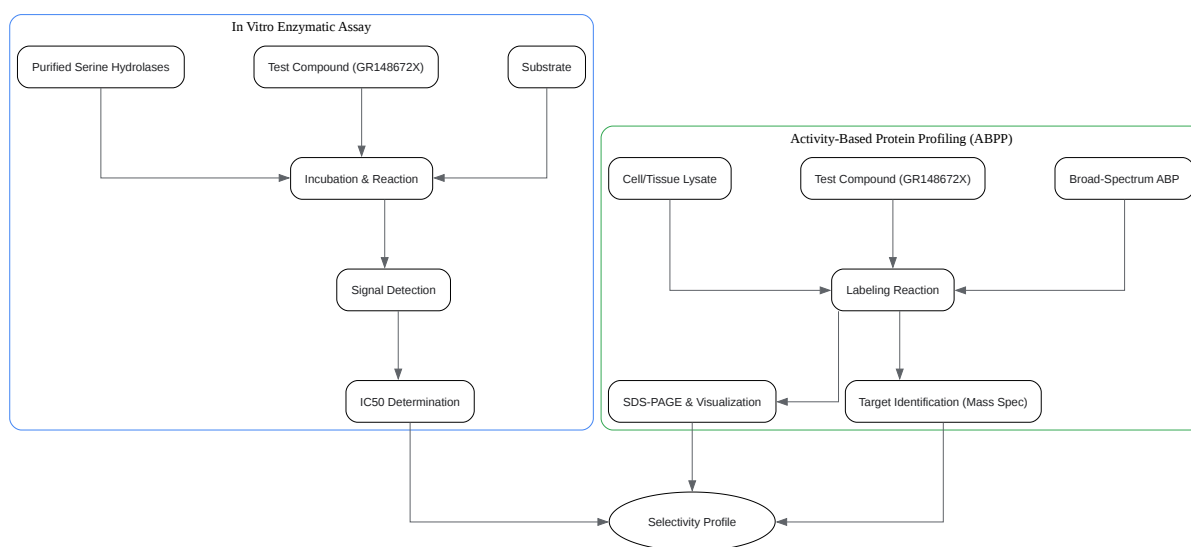 In Vitro Enzymatic Assay
Purified Serine Hydrolases
Test Compound (GR148672X)
Substrate
Incubation & Reaction
Signal Detection
IC50 Determination
Activity-Based Protein Profiling (ABPP)
Cell/Tissue Lysate
Test Compound (GR148672X)
Broad-Spectrum ABP
Labeling Reaction
SDS-PAGE & Visualization
Target Identification (Mass Spec)
Selectivity Profile